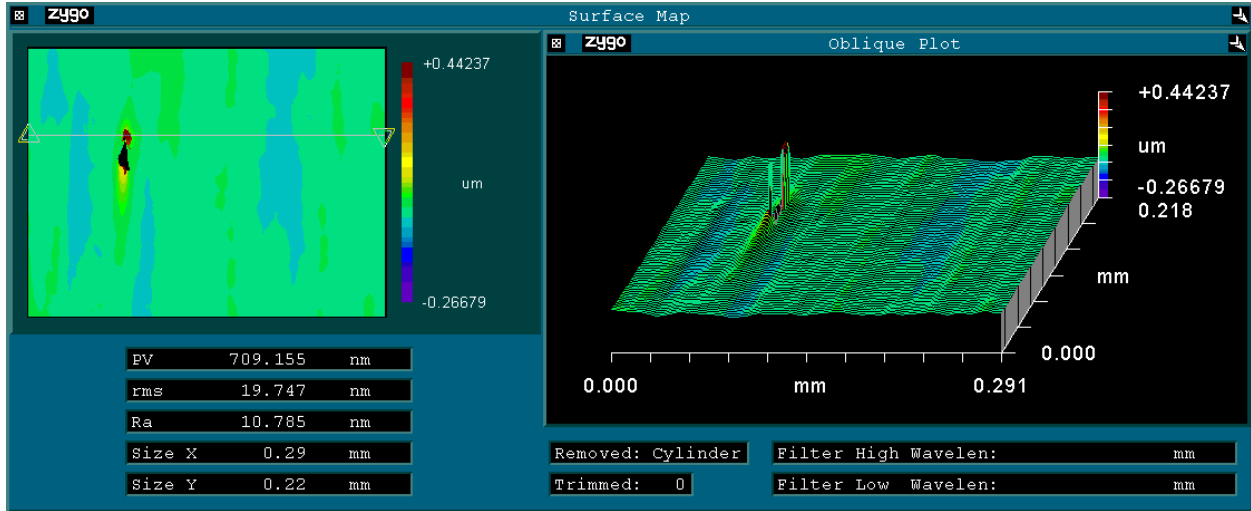 zygo Surface Map
+0.44237
um
-0.26679
PV 709.155 nm
rms 19.747 nm
Ra 10.785 nm
Size X 0.29 mm
Size Y 0.22 mm
zygo Oblique Plot
+0.44237
um
-0.26679
0.218
mm
0.000
0.000 mm 0.291
Removed: Cylinder
Trimmed: 0
Filter High Wavelen: mm
Filter Low Wavelen: mm